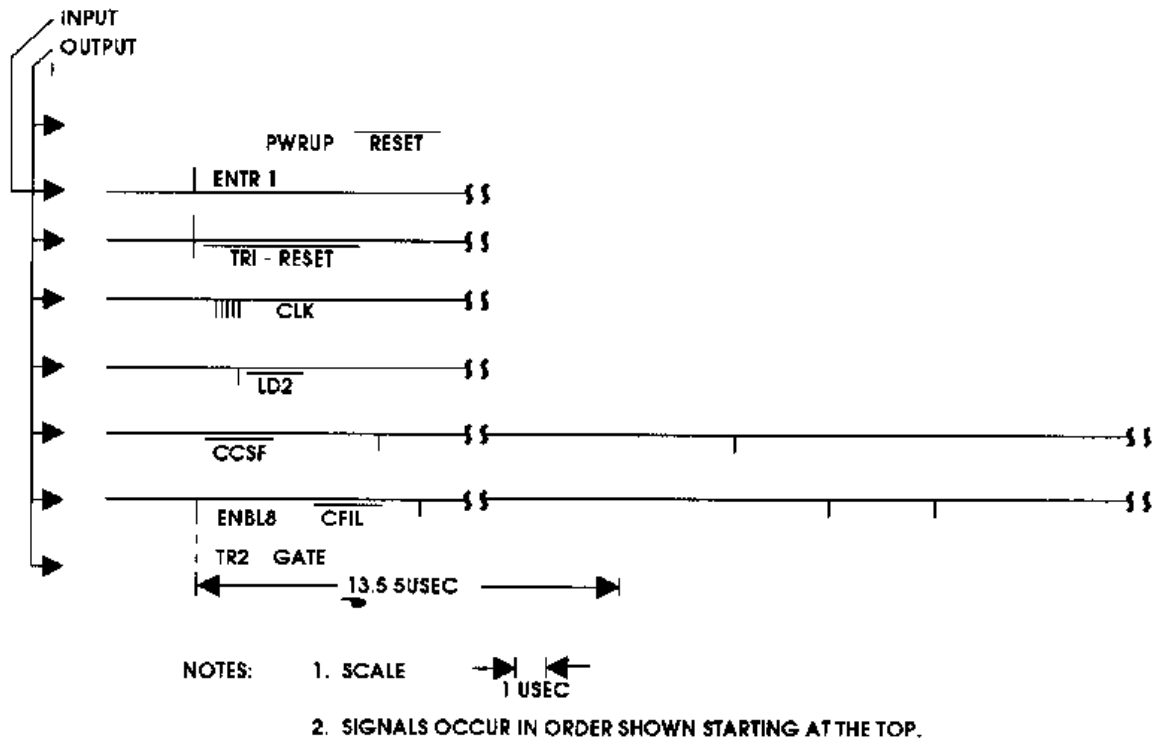 INPUT
OUTPUT
PWRUP RESET
ENTR 1
TRI - RESET
CLK
LD2
CCSF
ENBL8 CFIL
TR2 GATE
13.5 5USEC
NOTES: 1. SCALE
1 USEC
2. SIGNALS OCCUR IN ORDER SHOWN STARTING AT THE TOP.